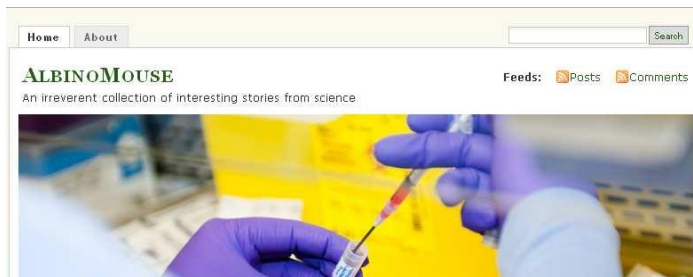 Home About
Search
AlbinoMouse
Feeds: Posts Comments
An irreverent collection of interesting stories from science